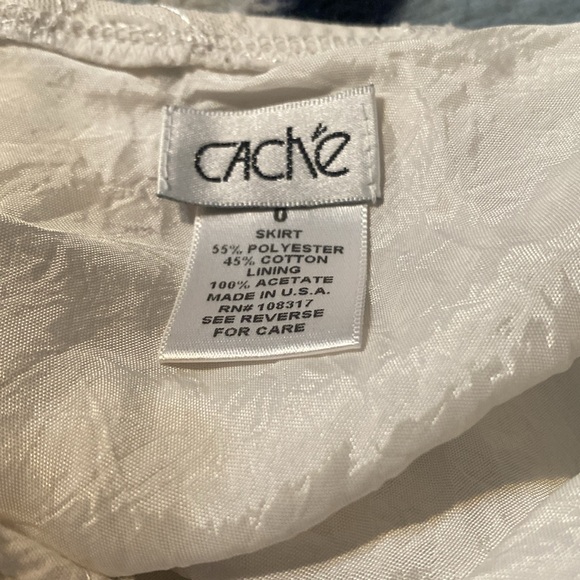 CACHÉ
0
SKIRT
55% POLYESTER
45% COTTON
LINING
100% ACETATE
MADE IN U.S.A.
RN# 108317
SEE REVERSE
FOR CARE